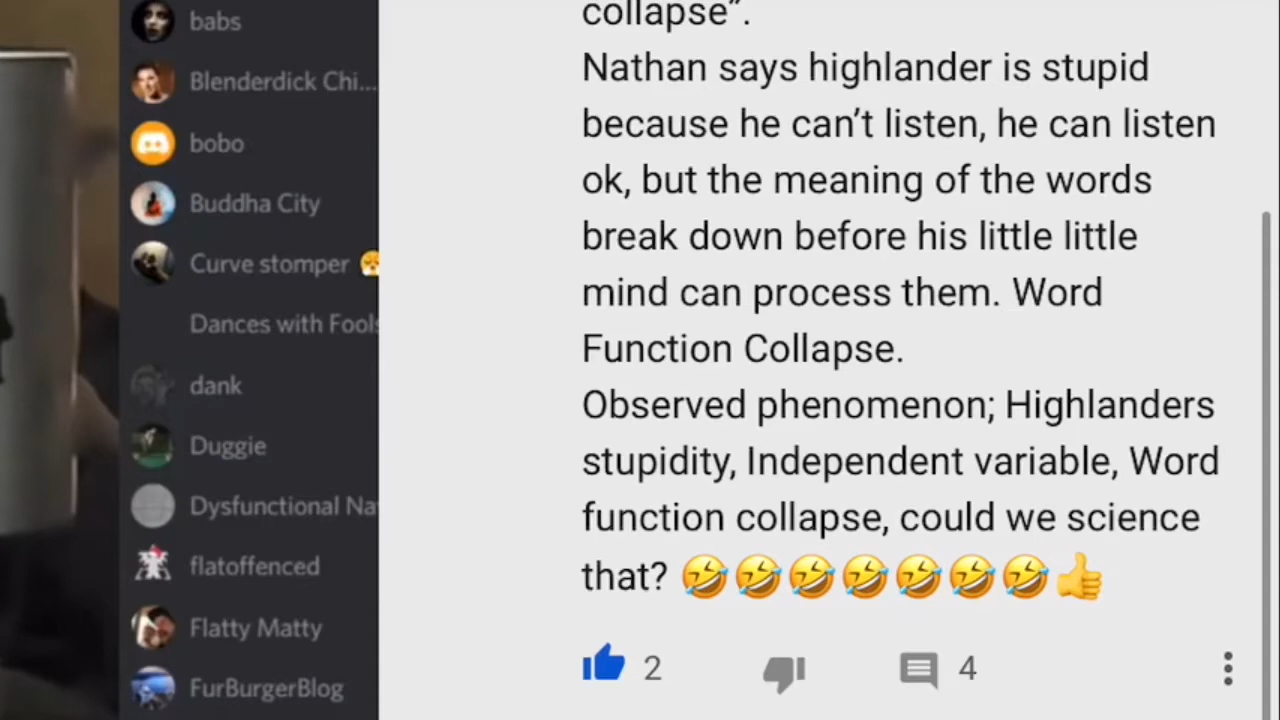 babs
Blenderdick Chi...
bobo
Buddha City
Curve stomper 😤
Dances with Fools
dank
Duggie
Dysfunctional Na
flatoffenced
Flatty Matty
FurBurgerBlog
collapse”.
Nathan says highlander is stupid
because he can’t listen, he can listen
ok, but the meaning of the words
break down before his little little
mind can process them. Word
Function Collapse.
Observed phenomenon; Highlanders
stupidity, Independent variable, Word
function collapse, could we science
that? 🤣🤣🤣🤣🤣🤣🤣👍
2 4